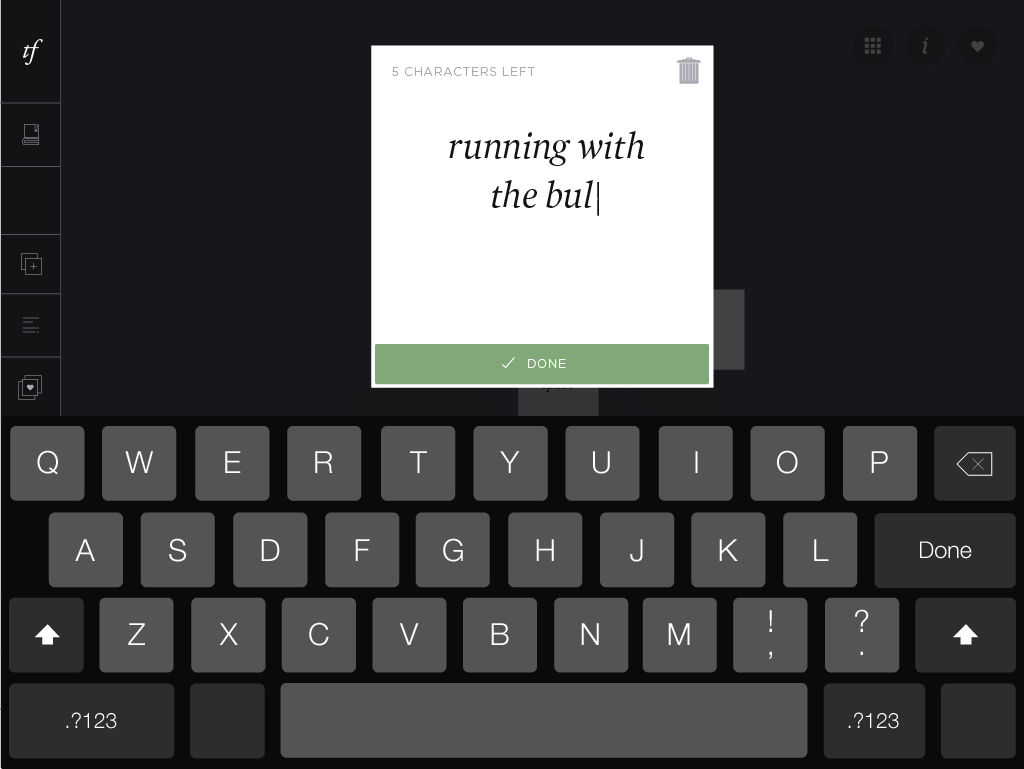 tf
i
5 CHARACTERS LEFT
running with
the bul
DONE
Q W E R T Y U I O P
A S D F G H J K L Done
Z X C V B N M ! , ? .
.?123 .?123